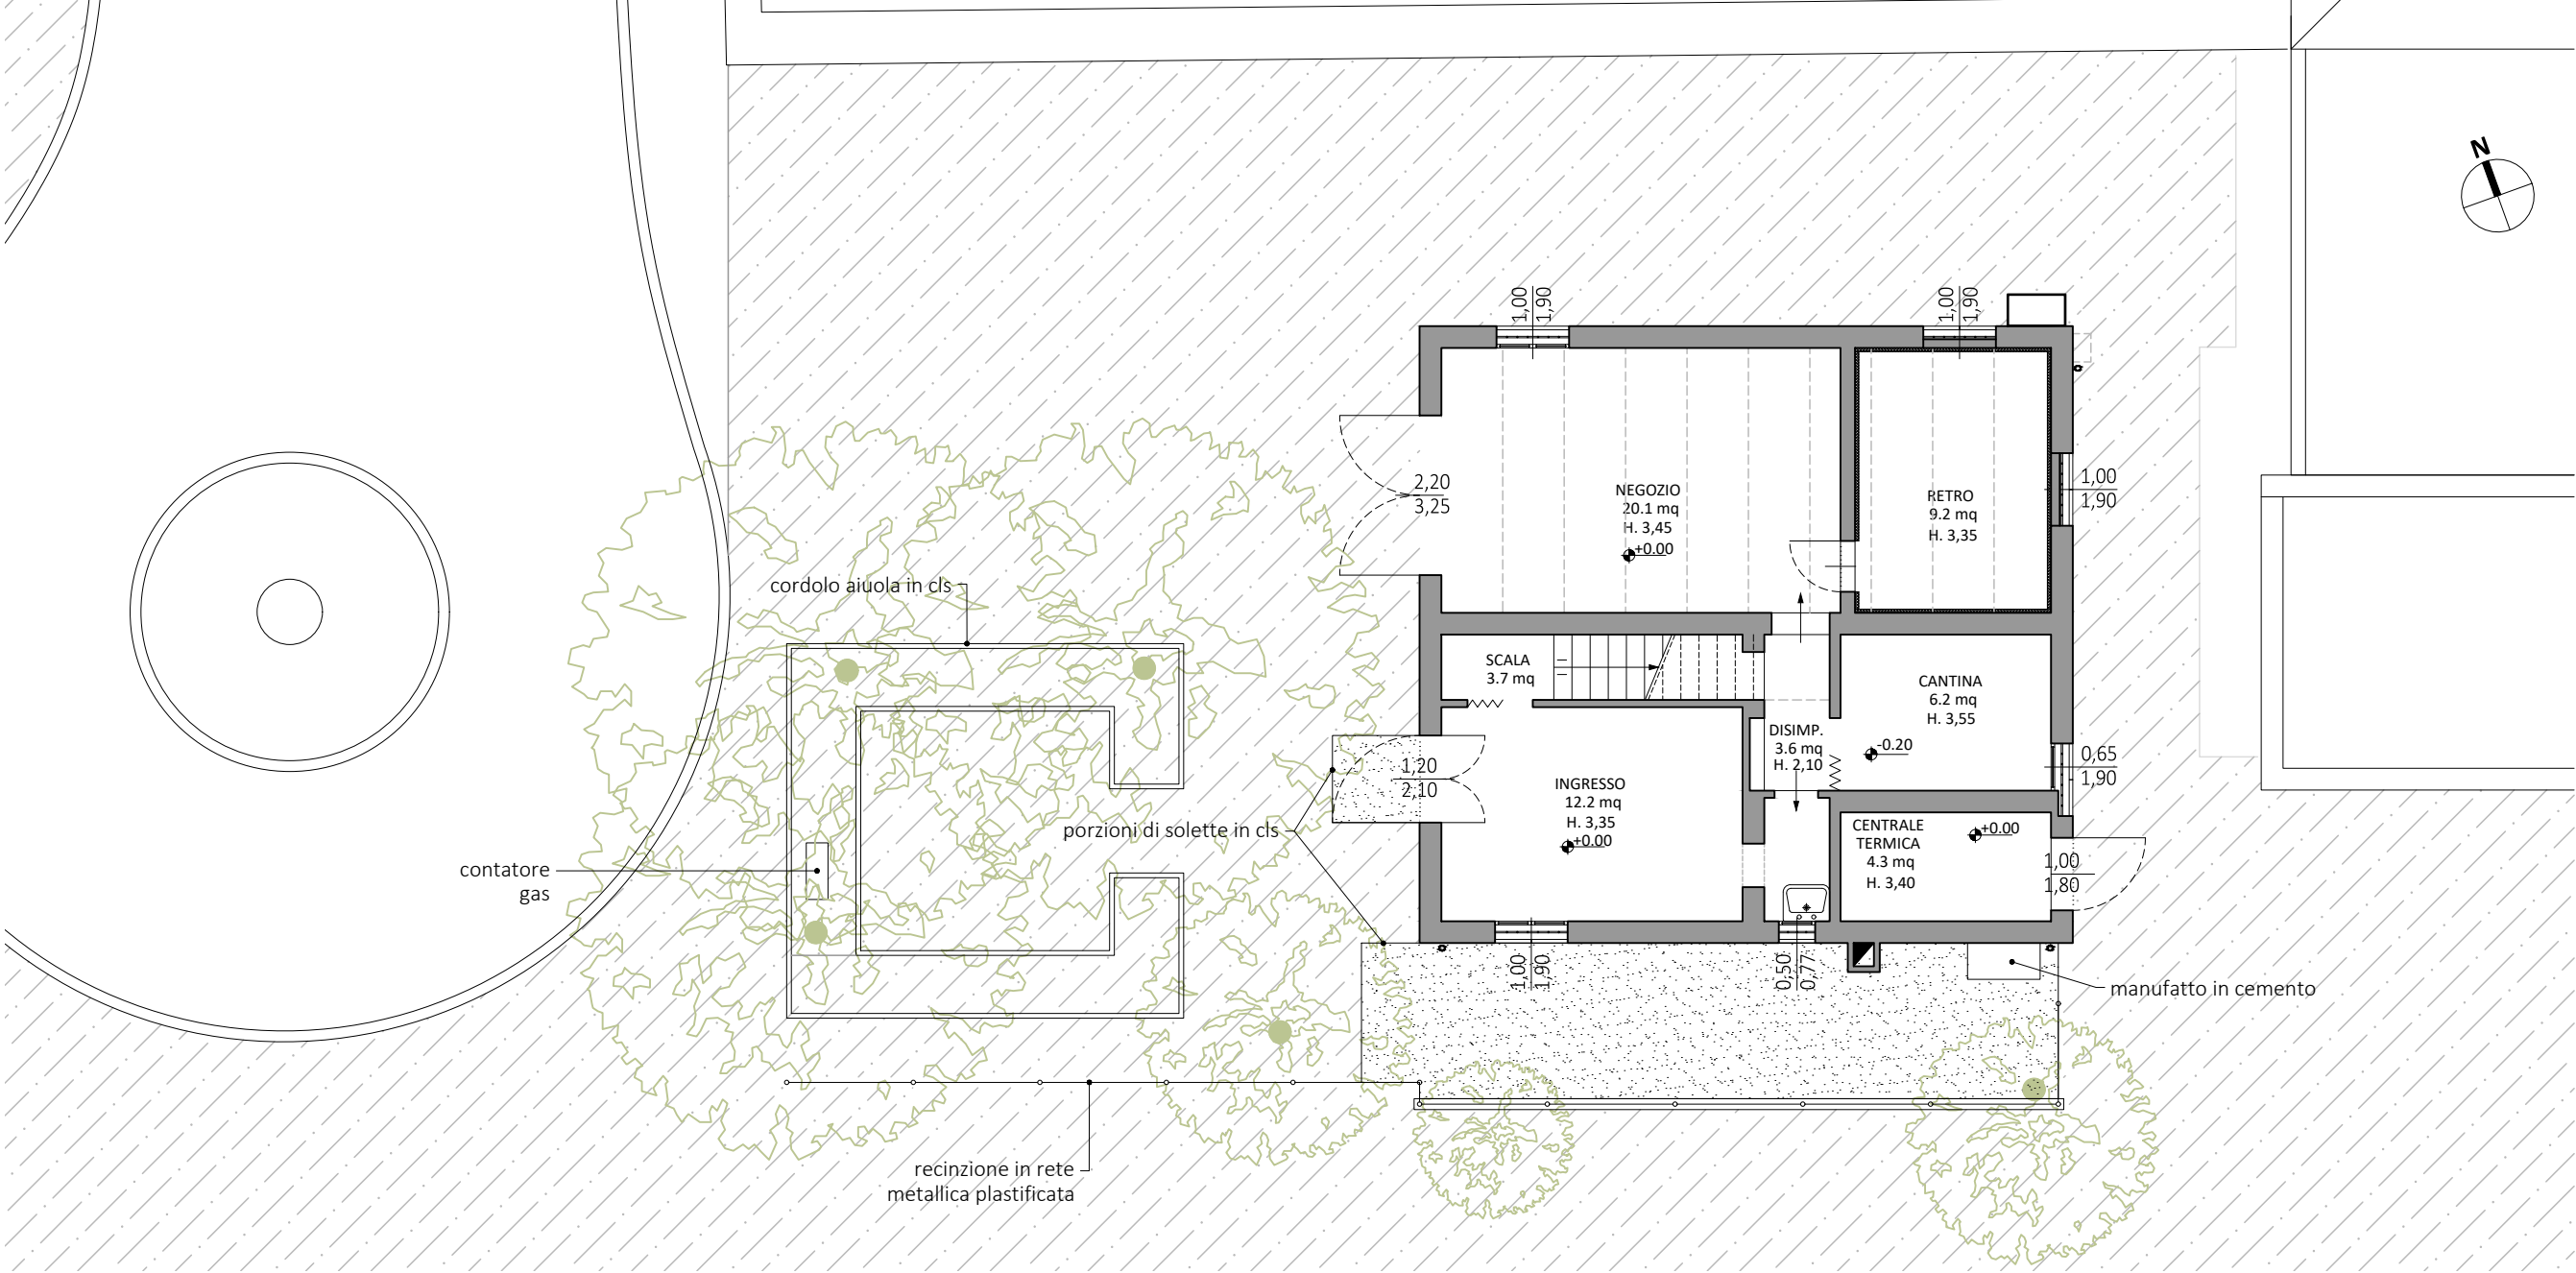 N
1,00
1,90
1,00
1,90
2,20
3,25
NEGOZIO
20.1 mq
H. 3,45
+0.00
RETRO
9.2 mq
H. 3,35
1,00
1,90
cordolo aiuola in cls
SCALA
3.7 mq
CANTINA
6.2 mq
H. 3,55
-0.20
DISIMP.
3.6 mq
H. 2,10
0,65
1,90
1,20
2,10
INGRESSO
12.2 mq
H. 3,35
+0.00
porzioni di solette in cls
CENTRALE
TERMICA
4.3 mq
H. 3,40
+0.00
1,00
1,80
contatore
gas
1,00
1,90
0,50
0,77
manufatto in cemento
recinzione in rete
metallica plastificata